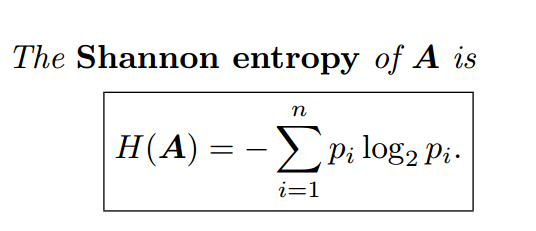 The Shannon entropy of A is
H(A) = − ∑_{i=1}^{n} p_i log_2 p_i.